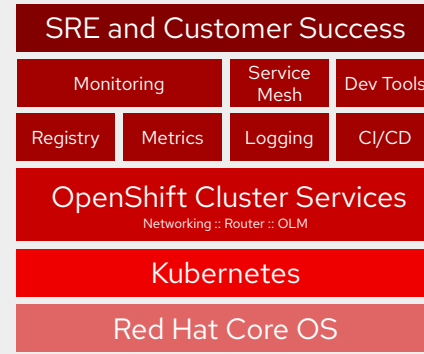 SRE and Customer Success
Monitoring
Service
Mesh
Dev Tools
Registry
Metrics
Logging
CI/CD
OpenShift Cluster Services
Networking :: Router :: OLM
Kubernetes
Red Hat Core OS